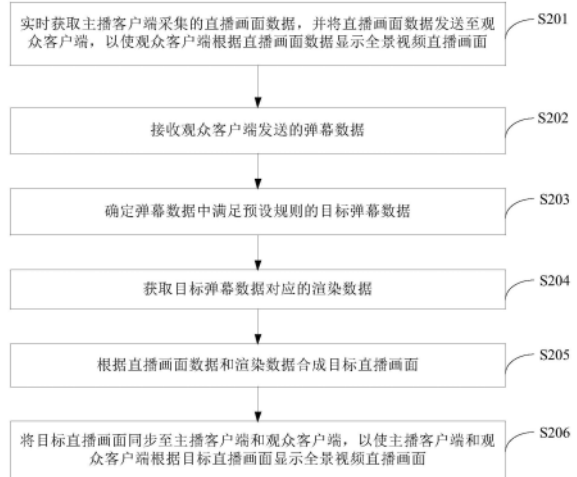 实时获取主播客户端采集的直播画面数据，并将直播画面数据发送至观
众客户端，以使观众客户端根据直播画面数据显示全景视频直播画面
S201
接收观众客户端发送的弹幕数据
S202
确定弹幕数据中满足预设规则的目标弹幕数据
S203
获取目标弹幕数据对应的渲染数据
S204
根据直播画面数据和渲染数据合成目标直播画面
S205
将目标直播画面同步至主播客户端和观众客户端，以使主播客户端和观
众客户端根据目标直播画面显示全景视频直播画面
S206